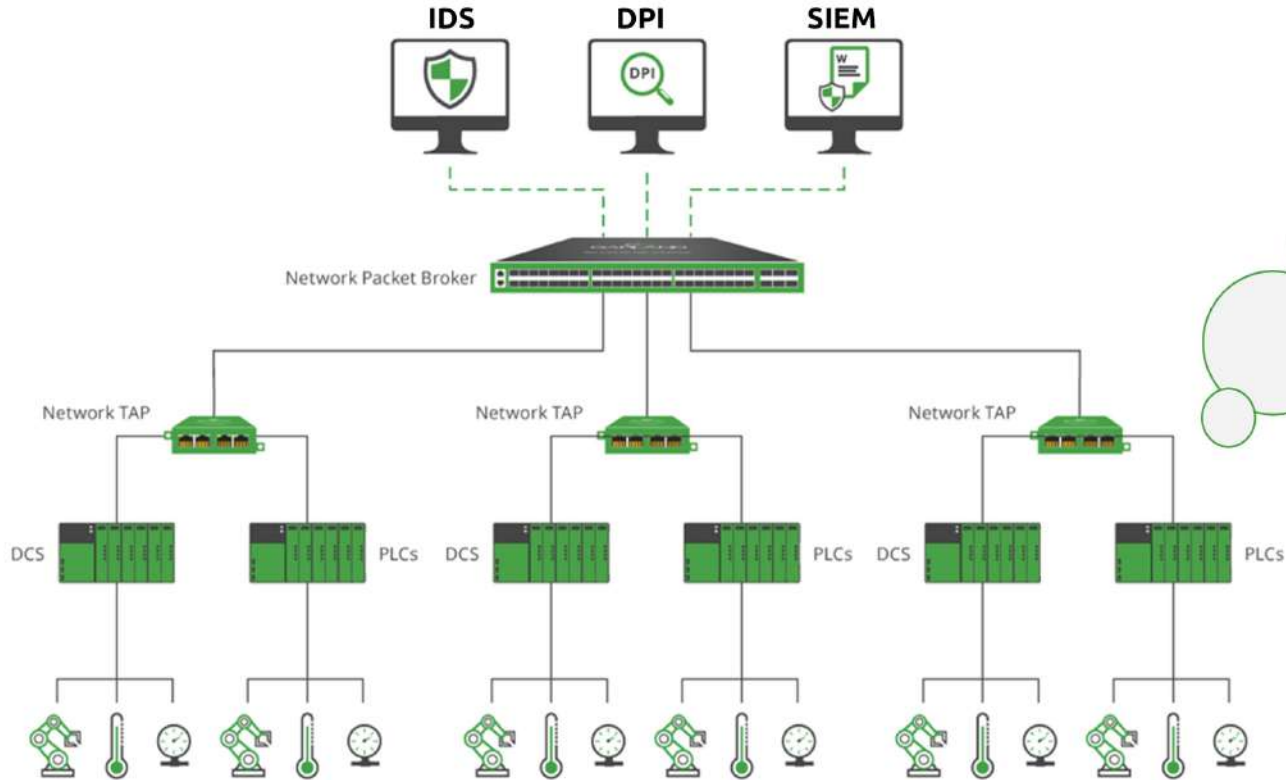 IDS DPI SIEM
DPI W
Network Packet Broker
Network TAP Network TAP Network TAP
DCS PLCs DCS PLCs DCS PLCs